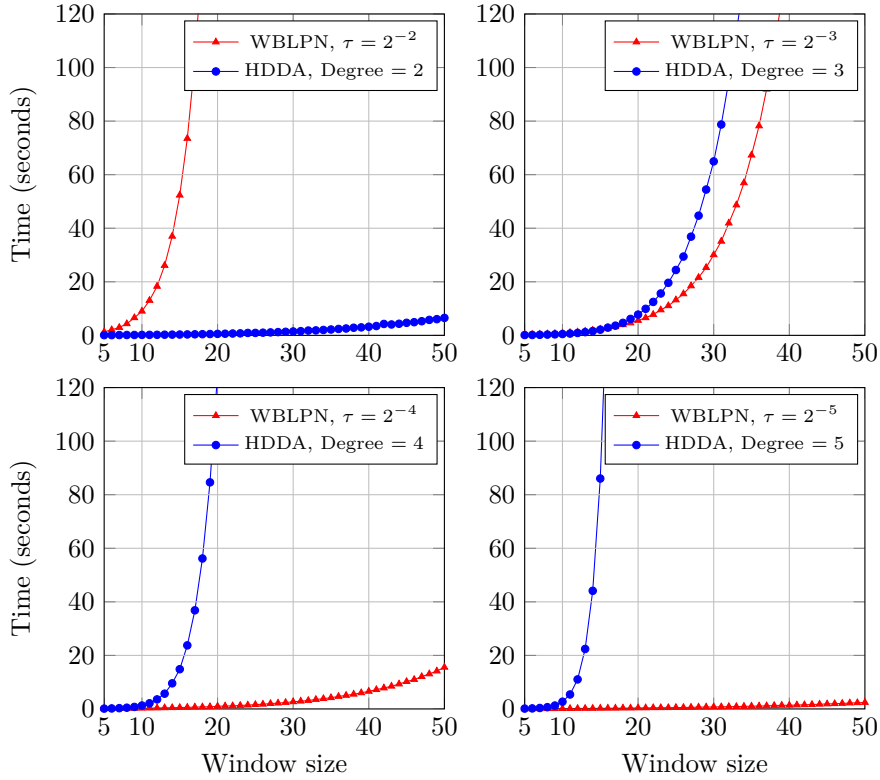 120
100
80
60
40
20
0
Time (seconds)
5 10 20 30 40 50
WBLPN, τ = 2⁻²
HDDA, Degree = 2
120
100
80
60
40
20
0
5 10 20 30 40 50
WBLPN, τ = 2⁻³
HDDA, Degree = 3
120
100
80
60
40
20
0
Time (seconds)
5 10 20 30 40 50
Window size
WBLPN, τ = 2⁻⁴
HDDA, Degree = 4
120
100
80
60
40
20
0
5 10 20 30 40 50
Window size
WBLPN, τ = 2⁻⁵
HDDA, Degree = 5